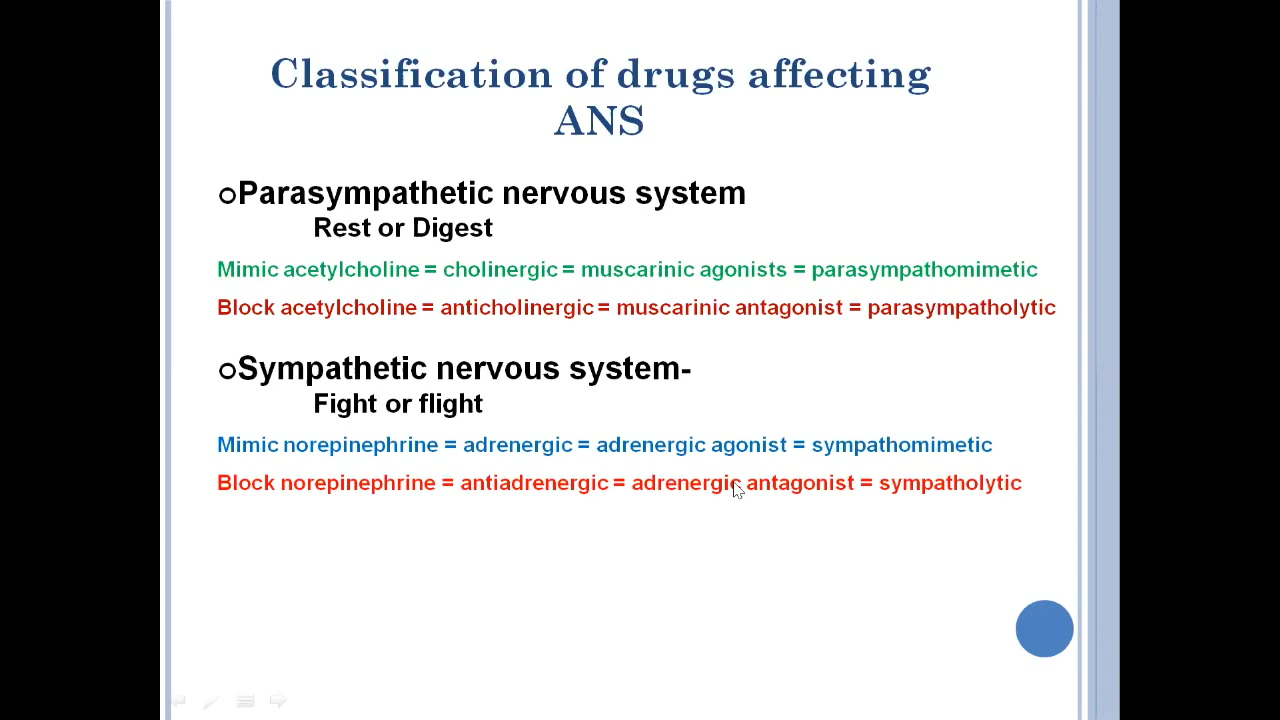 Classification of drugs affecting
ANS
Parasympathetic nervous system
Rest or Digest
Mimic acetylcholine = cholinergic = muscarinic agonists = parasympathomimetic
Block acetylcholine = anticholinergic = muscarinic antagonist = parasympatholytic
Sympathetic nervous system-
Fight or flight
Mimic norepinephrine = adrenergic = adrenergic agonist = sympathomimetic
Block norepinephrine = antiadrenergic = adrenergic antagonist = sympatholytic